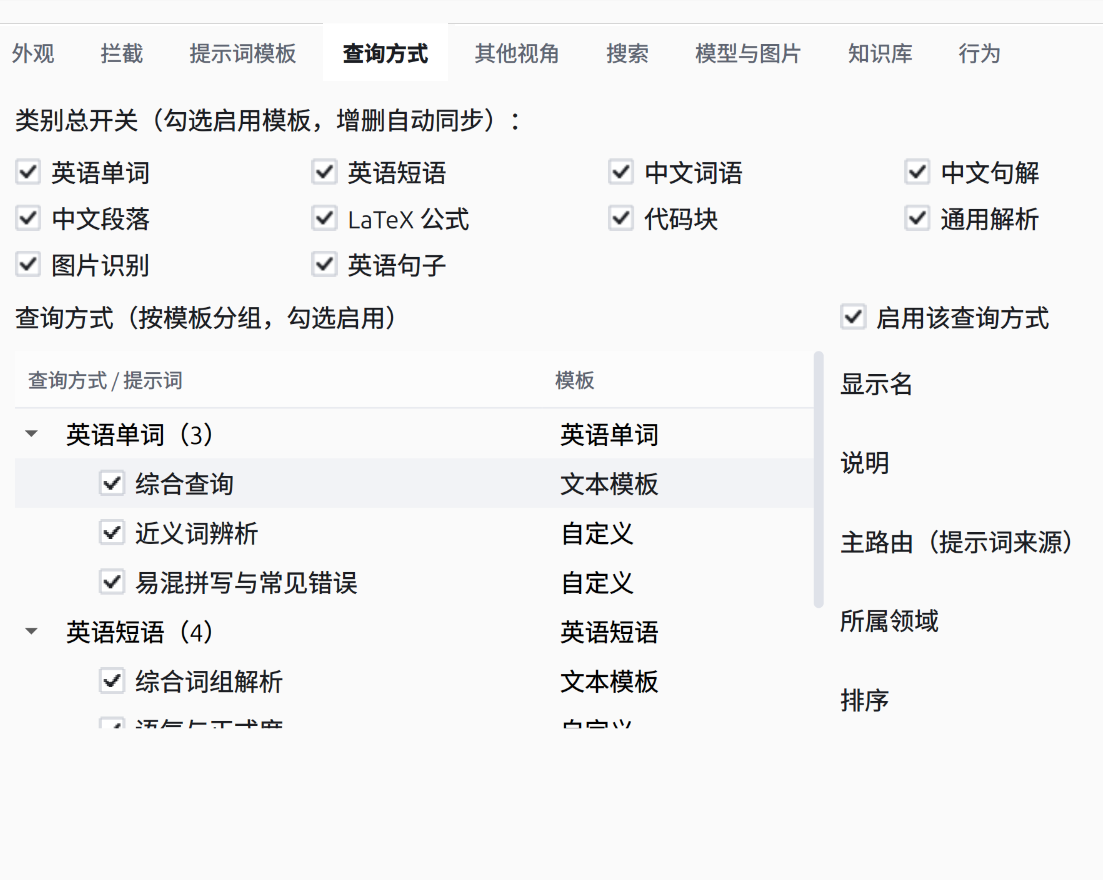 外观 拦截 提示词模板 查询方式 其他视角 搜索 模型与图片 知识库 行为
类别总开关（勾选启用模板，增删自动同步）：
英语单词 英语短语 中文词语 中文句解
中文段落 LaTeX 公式 代码块 通用解析
图片识别 英语句子
查询方式（按模板分组，勾选启用）
启用该查询方式
查询方式 / 提示词 模板
英语单词（3） 英语单词
综合查询 文本模板
近义词辨析 自定义
易混拼写与常见错误 自定义
英语短语（4） 英语短语
综合词组解析 文本模板
语气与正式度 自定义
显示名
说明
主路由（提示词来源）
所属领域
排序